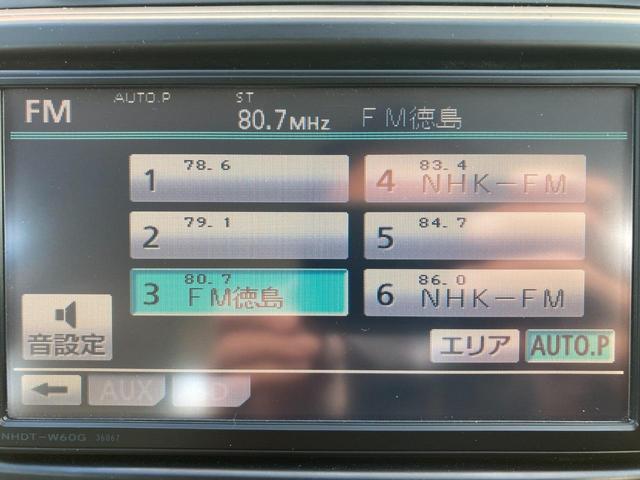 FM AUTO.P ST 80.7MHz FM徳島
1 78.6
4 83.4 NHK-FM
2 79.1
5 84.7
3 80.7 FM徳島
6 86.0 NHK-FM
音設定
エリア AUTO.P
AUX
NHDT-W60G 36067